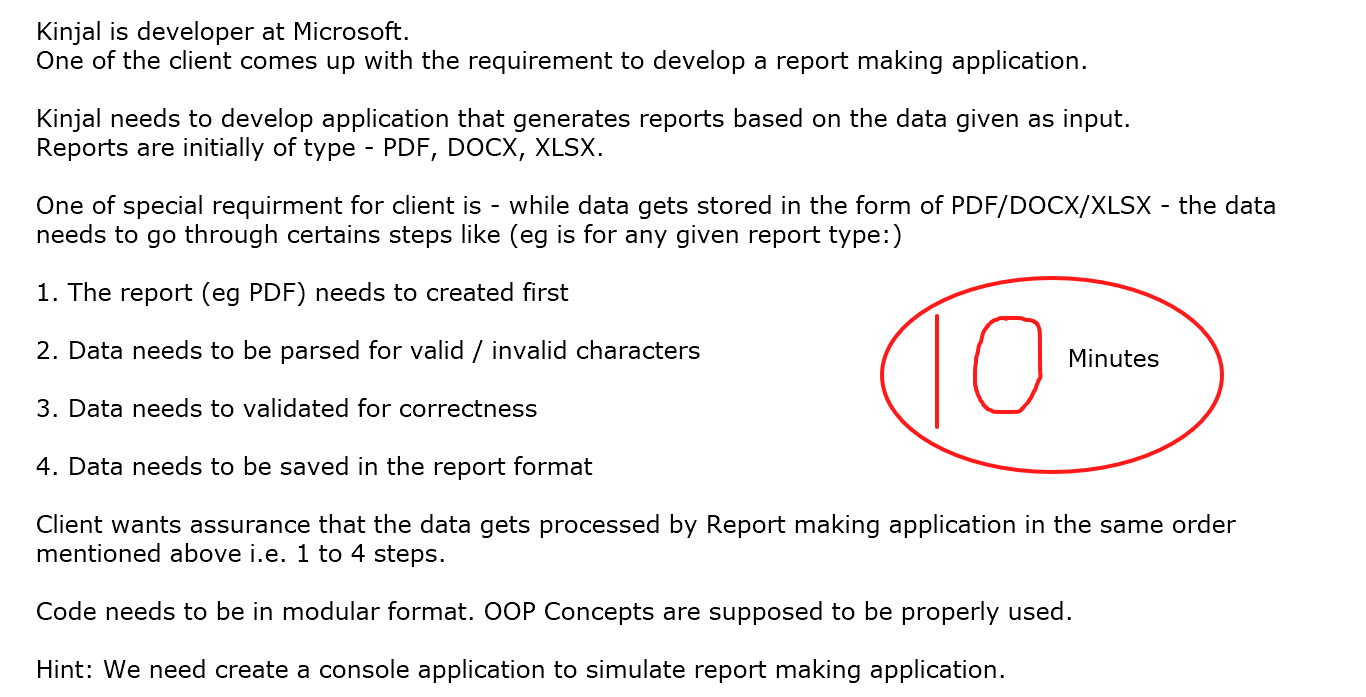 Kinjal is developer at Microsoft.
One of the client comes up with the requirement to develop a report making application.
Kinjal needs to develop application that generates reports based on the data given as input.
Reports are initially of type - PDF, DOCX, XLSX.
One of special requirment for client is - while data gets stored in the form of PDF/DOCX/XLSX - the data
needs to go through certains steps like (eg is for any given report type:)
1. The report (eg PDF) needs to created first
2. Data needs to be parsed for valid / invalid characters
10 Minutes
3. Data needs to validated for correctness
4. Data needs to be saved in the report format
Client wants assurance that the data gets processed by Report making application in the same order
mentioned above i.e. 1 to 4 steps.
Code needs to be in modular format. OOP Concepts are supposed to be properly used.
Hint: We need create a console application to simulate report making application.